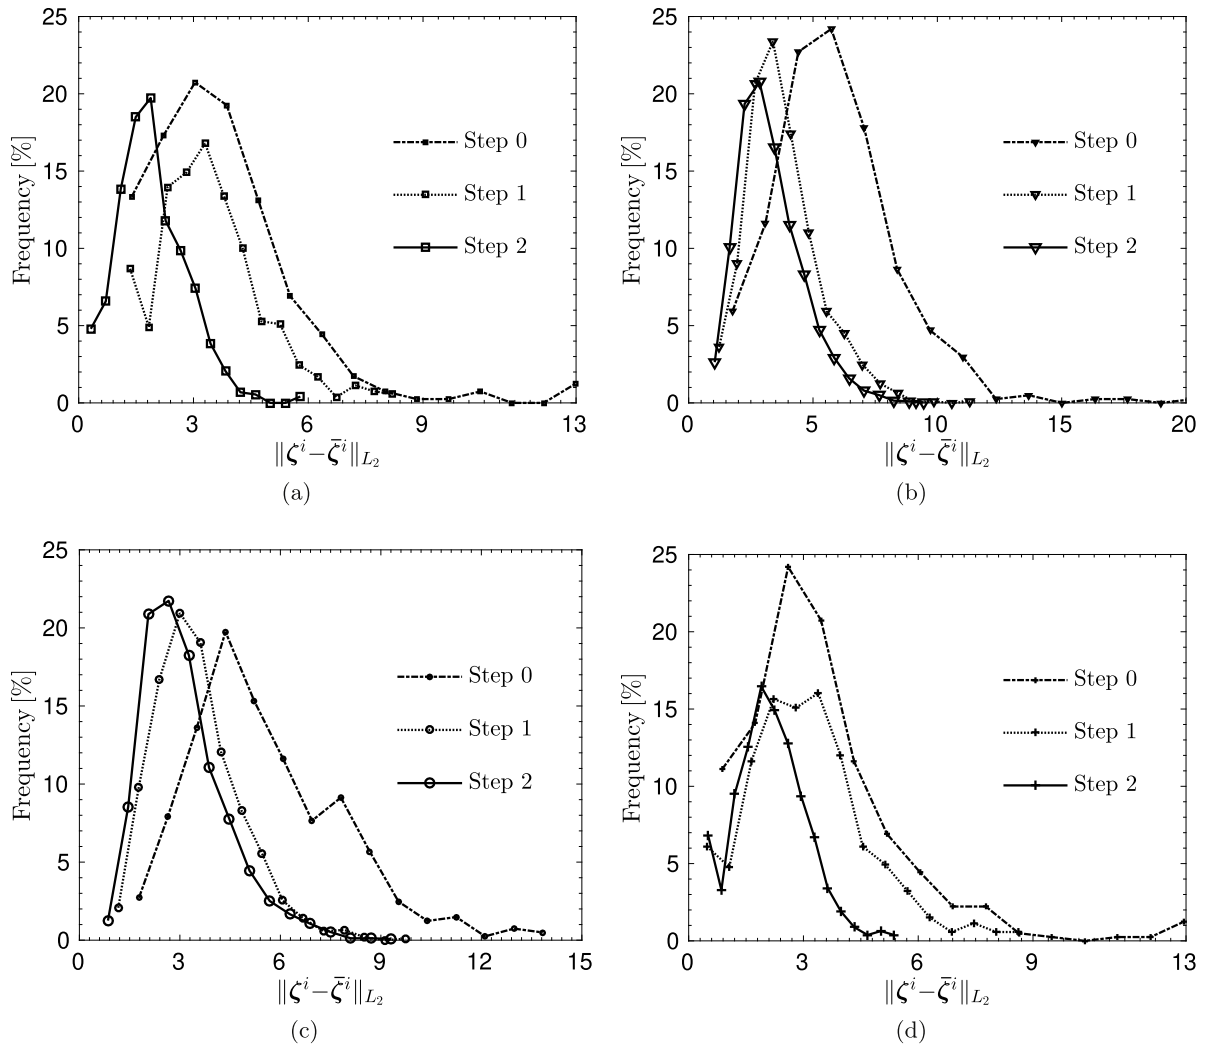 25
20
15
10
5
0
Frequency [%]
Step 0
Step 1
Step 2
0 3 6 9 13
‖ζ^i−ζ̄^i‖_{L_2}
(a)
25
20
15
10
5
0
Frequency [%]
Step 0
Step 1
Step 2
0 5 10 15 20
‖ζ^i−ζ̄^i‖_{L_2}
(b)
25
20
15
10
5
0
Frequency [%]
Step 0
Step 1
Step 2
0 3 6 9 12 15
‖ζ^i−ζ̄^i‖_{L_2}
(c)
25
20
15
10
5
0
Frequency [%]
Step 0
Step 1
Step 2
0 3 6 9 13
‖ζ^i−ζ̄^i‖_{L_2}
(d)